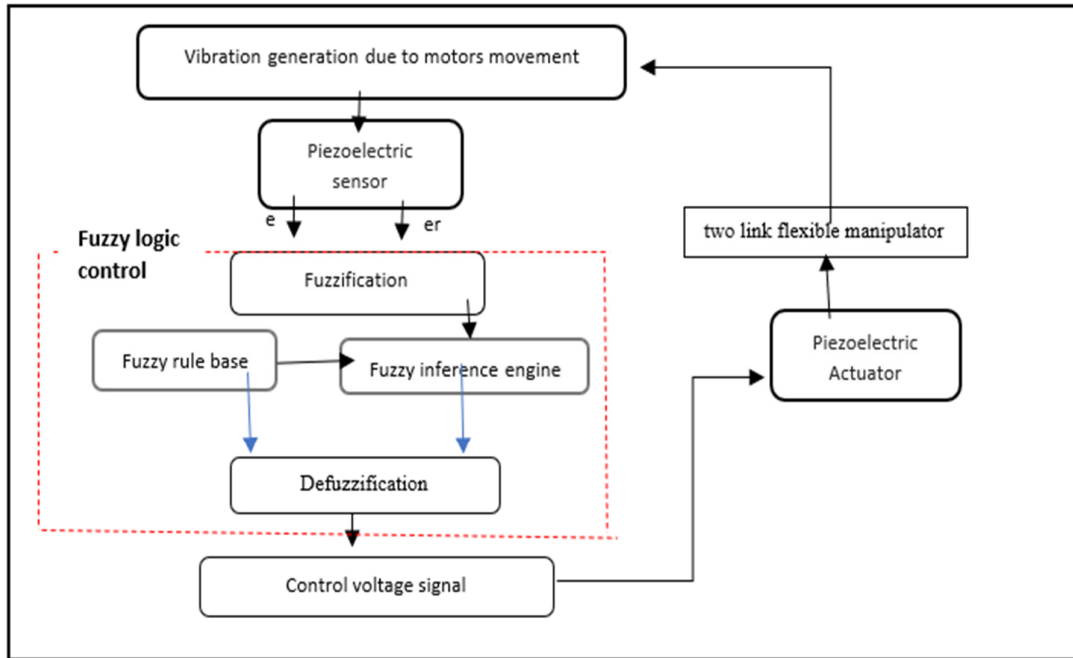 Vibration generation due to motors movement
Piezoelectric
sensor
e
er
Fuzzy logic
control
Fuzzification
Fuzzy rule base
Fuzzy inference engine
Defuzzification
Control voltage signal
two link flexible manipulator
Piezoelectric
Actuator